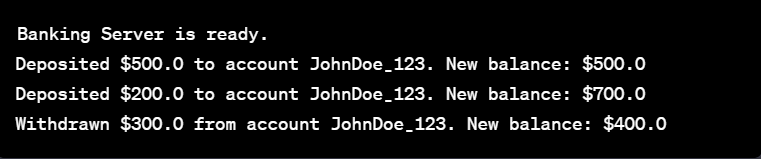 Banking Server is ready.
Deposited $500.0 to account JohnDoe_123. New balance: $500.0
Deposited $200.0 to account JohnDoe_123. New balance: $700.0
Withdrawn $300.0 from account JohnDoe_123. New balance: $400.0